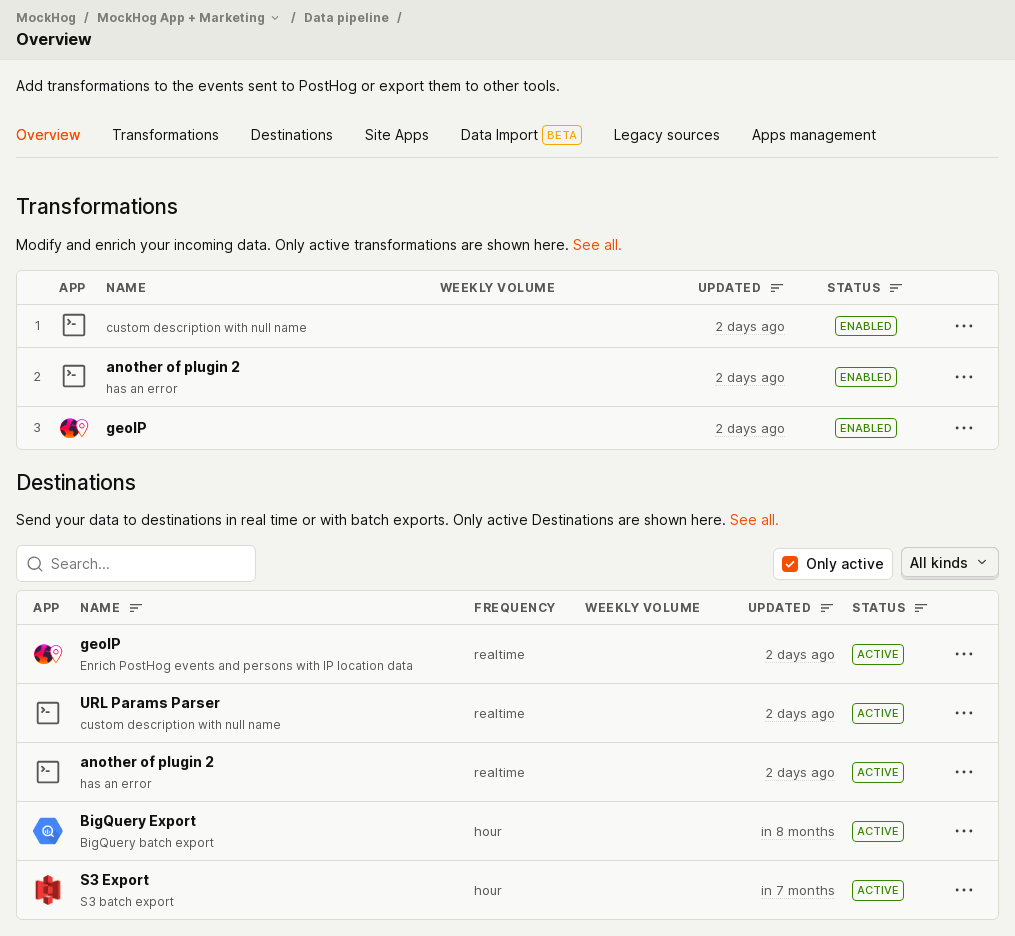 MockHog / MockHog App + Marketing / Data pipeline /
Overview
Add transformations to the events sent to PostHog or export them to other tools.
Overview Transformations Destinations Site Apps Data Import BETA Legacy sources Apps management
Transformations
Modify and enrich your incoming data. Only active transformations are shown here. See all.
APP NAME WEEKLY VOLUME UPDATED STATUS
1 custom description with null name 2 days ago ENABLED
2 another of plugin 2 2 days ago ENABLED
has an error
3 geoIP 2 days ago ENABLED
Destinations
Send your data to destinations in real time or with batch exports. Only active Destinations are shown here. See all.
Search... Only active All kinds
APP NAME FREQUENCY WEEKLY VOLUME UPDATED STATUS
geoIP realtime 2 days ago ACTIVE
Enrich PostHog events and persons with IP location data
URL Params Parser realtime 2 days ago ACTIVE
custom description with null name
another of plugin 2 realtime 2 days ago ACTIVE
has an error
BigQuery Export hour in 8 months ACTIVE
BigQuery batch export
S3 Export hour in 7 months ACTIVE
S3 batch export